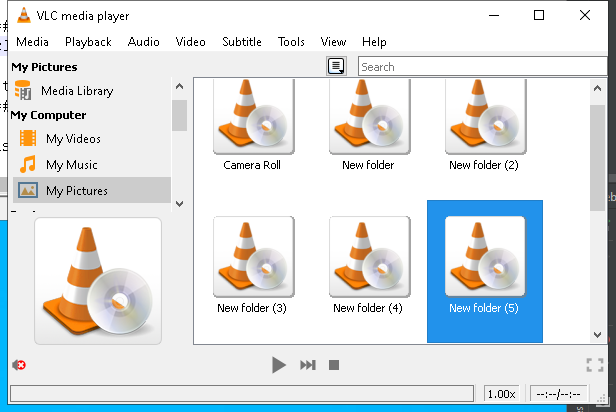 VLC media player
Media Playback Audio Video Subtitle Tools View Help
My Pictures
Search
Media Library
My Computer
My Videos
My Music
My Pictures
Camera Roll
New folder
New folder (2)
New folder (3)
New folder (4)
New folder (5)
1.00x
--:--/--:--